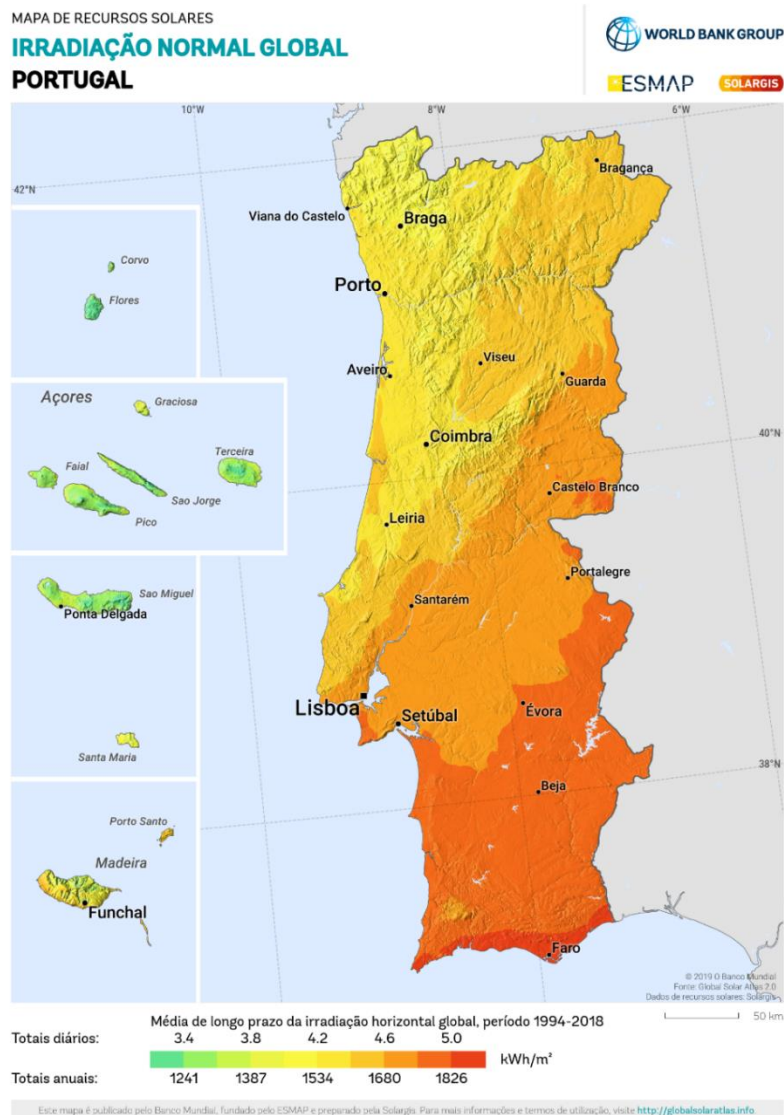 MAPA DE RECURSOS SOLARES
IRRADIAÇÃO NORMAL GLOBAL
PORTUGAL
WORLD BANK GROUP
ESMAP
SOLARGIS
10°W
8°W
6°W
42°N
Bragança
Viana do Castelo
Braga
Corvo
Flores
Porto
Aveiro
Viseu
Guarda
Açores
Graciosa
Coimbra
40°N
Terceira
Faial
Sao Jorge
Pico
Castelo Branco
Leiria
Portalegre
Sao Miguel
Ponta Delgada
Santarém
Lisboa
Setúbal
Évora
Santa Maria
38°N
Beja
Porto Santo
Madeira
Funchal
Faro
© 2019 O Banco Mundial
Fonte: Global Solar Atlas 2.0
Dados de recursos solares: Solargis
50 km
Média de longo prazo da irradiação horizontal global, período 1994-2018
Totais diários: 3.4 3.8 4.2 4.6 5.0
kWh/m²
Totais anuais: 1241 1387 1534 1680 1826
Este mapa é publicado pelo Banco Mundial, fundado pelo ESMAP e preparado pela Solargis. Para mais informações e termos de utilização, visite http://globalsolaratlas.info.